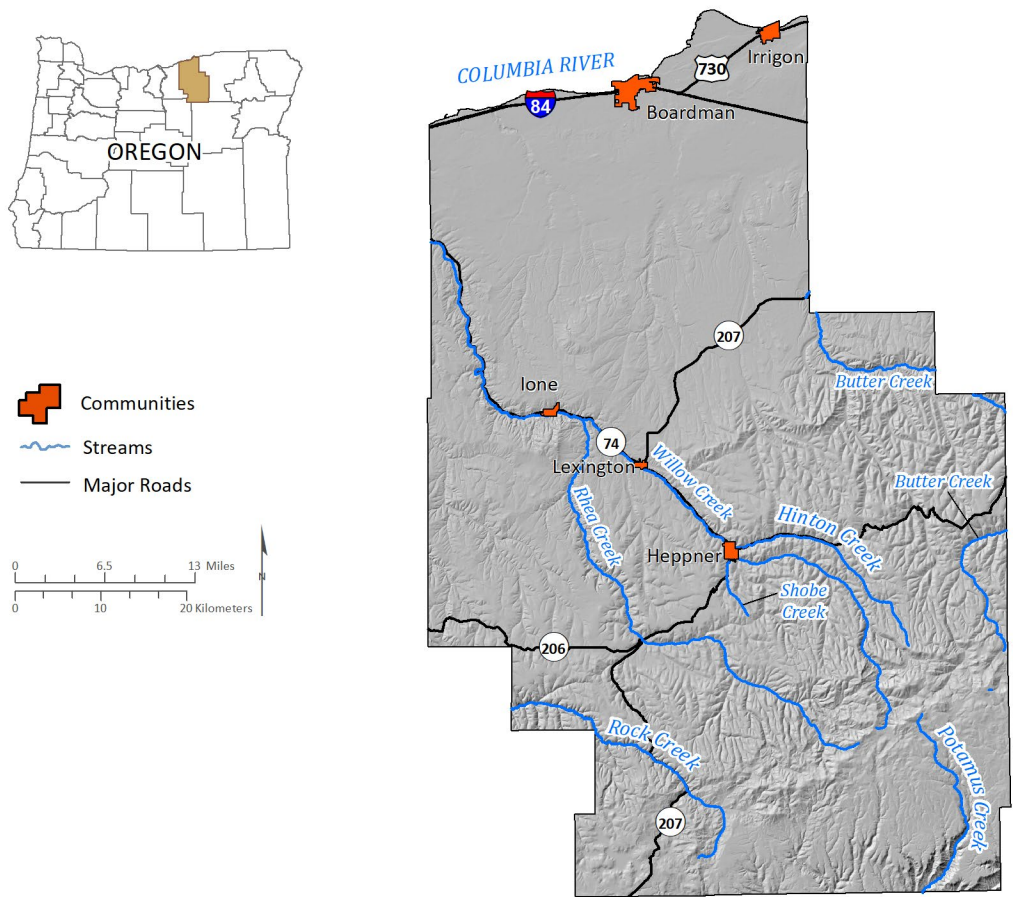 OREGON
COLUMBIA RIVER
84
730
Irrigon
Boardman
207
Butter Creek
Ione
74
Lexington
Willow Creek
Rhea Creek
Butter Creek
Hinton Creek
Heppner
Shobe
Creek
206
Rock Creek
Potamus Creek
207
Communities
Streams
Major Roads
0 6.5 13 Miles
0 10 20 Kilometers
N